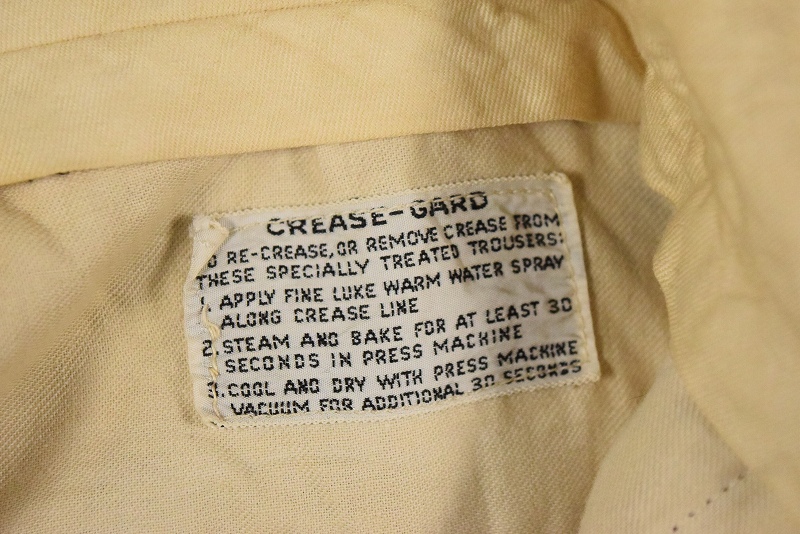 CREASE-GARD
TO RE-CREASE, OR REMOVE CREASE FROM
THESE SPECIALLY TREATED TROUSERS:
1. APPLY FINE LUKE WARM WATER SPRAY
ALONG CREASE LINE
2. STEAM AND BAKE FOR AT LEAST 30
SECONDS IN PRESS MACHINE
3. COOL AND DRY WITH PRESS MACHINE
VACUUM FOR ADDITIONAL 30 SECONDS